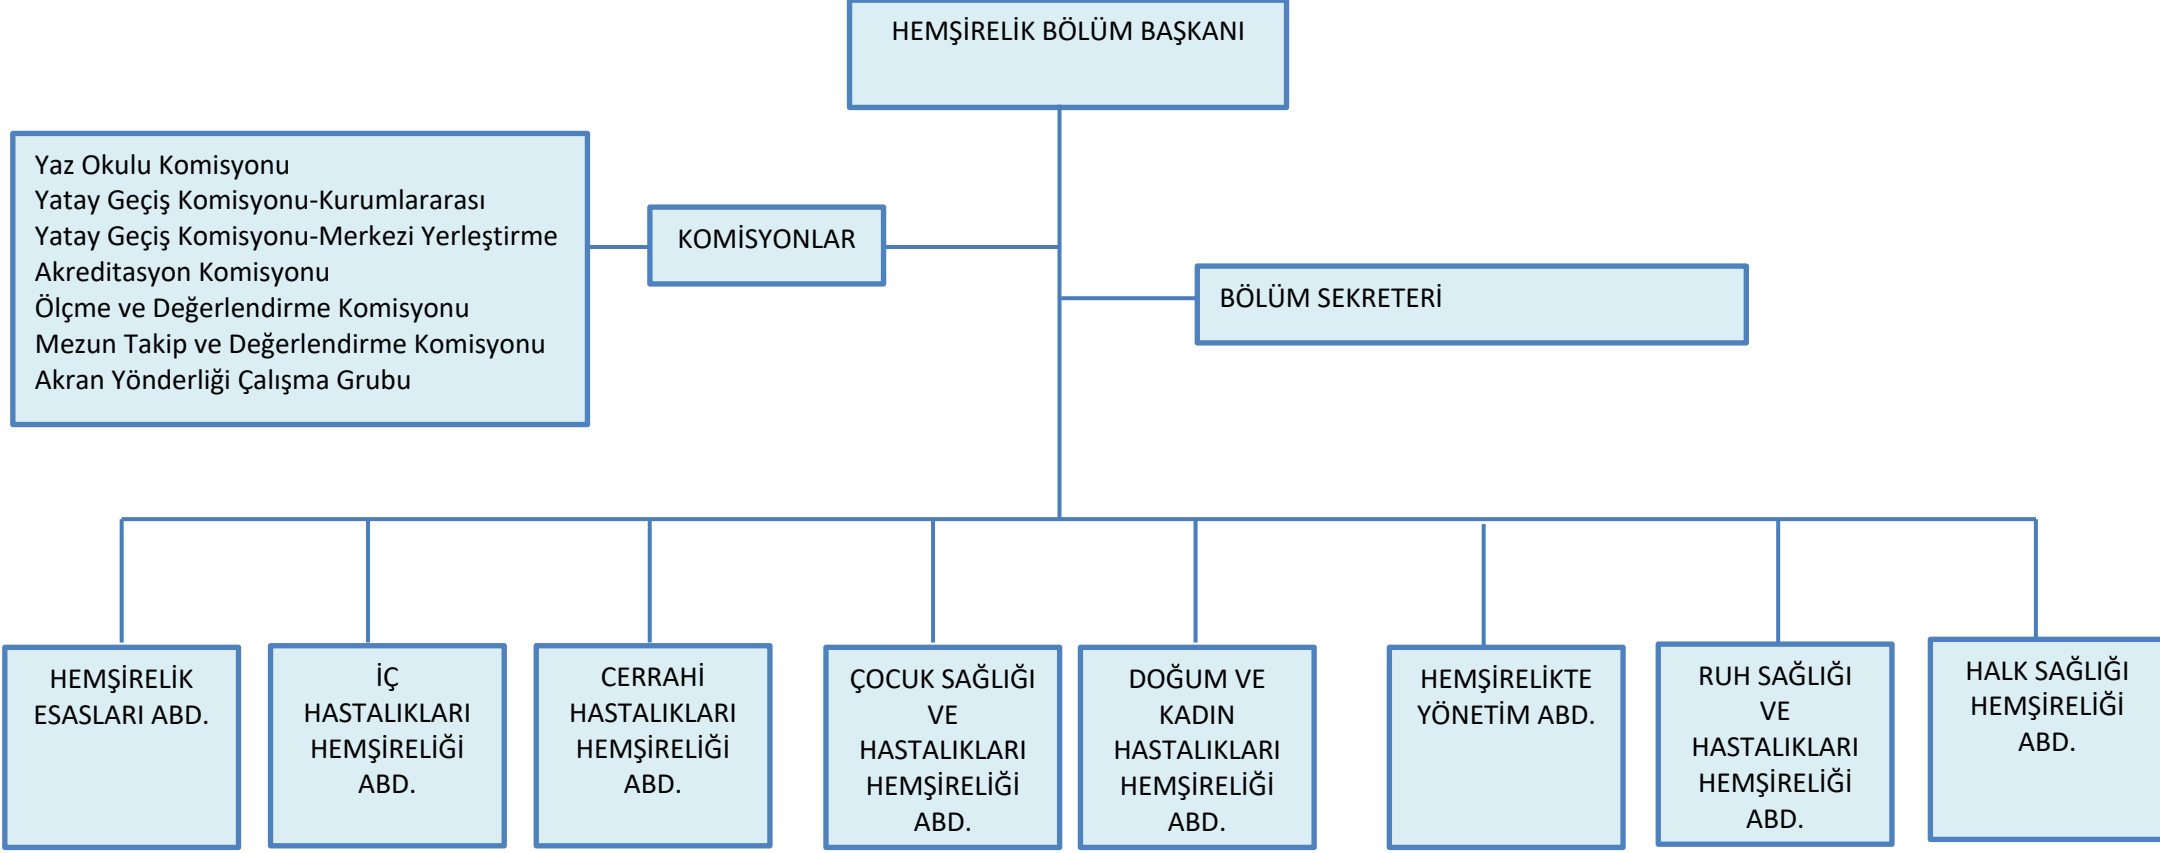 HEMŞİRELİK BÖLÜM BAŞKANI
Yaz Okulu Komisyonu
Yatay Geçiş Komisyonu-Kurumlararası
Yatay Geçiş Komisyonu-Merkezi Yerleştirme
Akreditasyon Komisyonu
Ölçme ve Değerlendirme Komisyonu
Mezun Takip ve Değerlendirme Komisyonu
Akran Yönderliği Çalışma Grubu
KOMİSYONLAR
BÖLÜM SEKRETERİ
HEMŞİRELİK
ESASLARI ABD.
İÇ
HASTALIKLARI
HEMŞİRELİĞİ
ABD.
CERRAHİ
HASTALIKLARI
HEMŞİRELİĞİ
ABD.
ÇOCUK SAĞLIĞI
VE
HASTALIKLARI
HEMŞİRELİĞİ
ABD.
DOĞUM VE
KADIN
HASTALIKLARI
HEMŞİRELİĞİ
ABD.
HEMŞİRELİKTE
YÖNETİM ABD.
RUH SAĞLIĞI
VE
HASTALIKLARI
HEMŞİRELİĞİ
ABD.
HALK SAĞLIĞI
HEMŞİRELİĞİ
ABD.